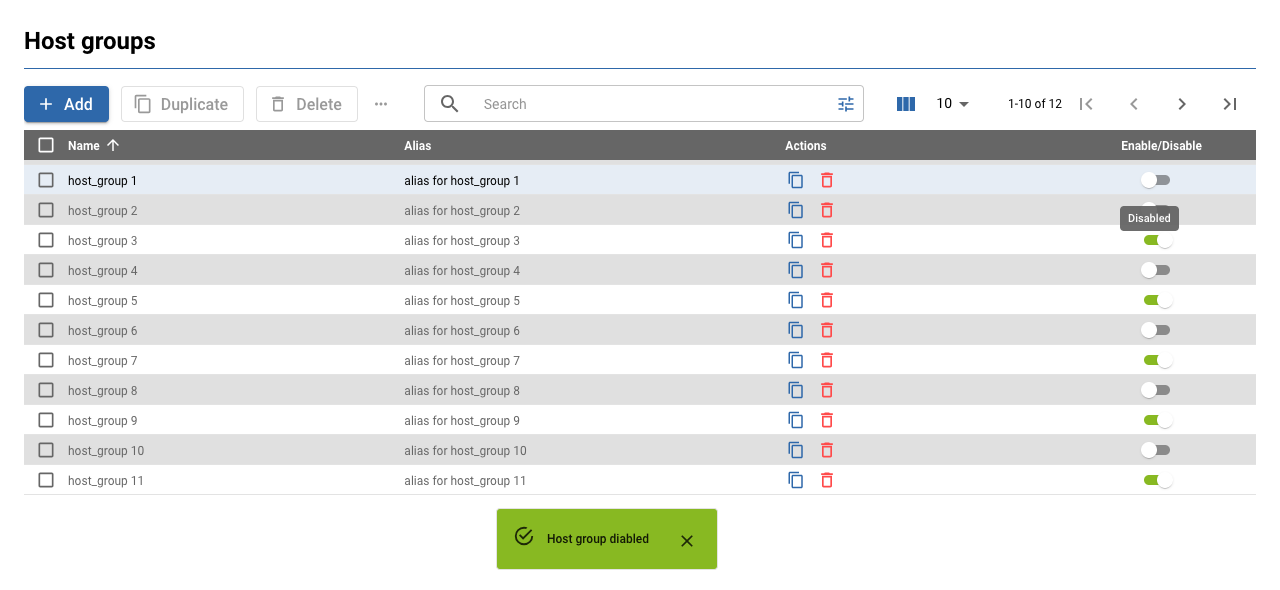 Host groups
Add Duplicate Delete Search 10 1-10 of 12
Name Alias Actions Enable/Disable
host_group 1 alias for host_group 1
host_group 2 alias for host_group 2
Disabled
host_group 3 alias for host_group 3
host_group 4 alias for host_group 4
host_group 5 alias for host_group 5
host_group 6 alias for host_group 6
host_group 7 alias for host_group 7
host_group 8 alias for host_group 8
host_group 9 alias for host_group 9
host_group 10 alias for host_group 10
host_group 11 alias for host_group 11
Host group diabled